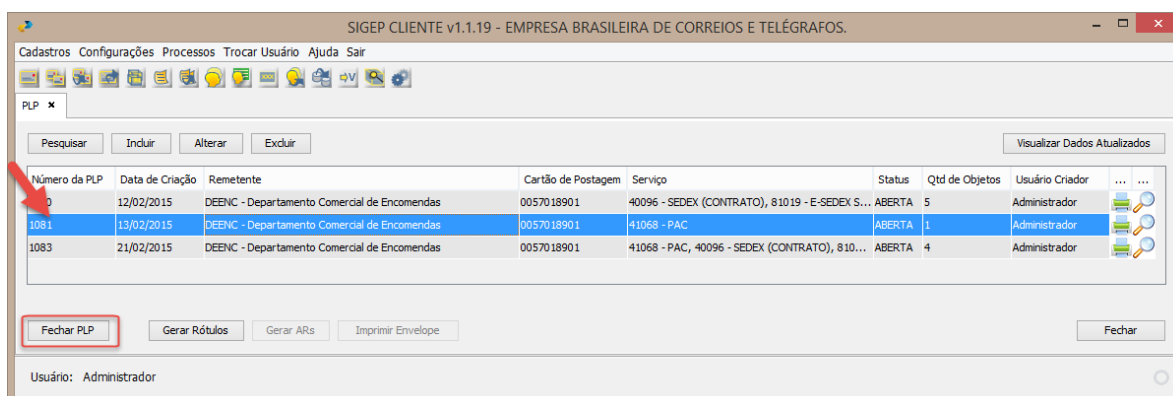 SIGEP CLIENTE v1.1.19 - EMPRESA BRASILEIRA DE CORREIOS E TELÉGRAFOS.
Cadastros Configurações Processos Trocar Usuário Ajuda Sair
PLP
Pesquisar Incluir Alterar Excluir Visualizar Dados Atualizados
Número da PLP Data de Criação Remetente Cartão de Postagem Serviço Status Qtd de Objetos Usuário Criador ... ...
12/02/2015 DEENC - Departamento Comercial de Encomendas 0057018901 40096 - SEDEX (CONTRATO), 81019 - E-SEDEX S... ABERTA 5 Administrador
1081 13/02/2015 DEENC - Departamento Comercial de Encomendas 0057018901 41068 - PAC ABERTA 1 Administrador
1083 21/02/2015 DEENC - Departamento Comercial de Encomendas 0057018901 41068 - PAC, 40096 - SEDEX (CONTRATO), 810... ABERTA 4 Administrador
Fechar PLP Gerar Rótulos Gerar ARs Imprimir Envelope Fechar
Usuário: Administrador